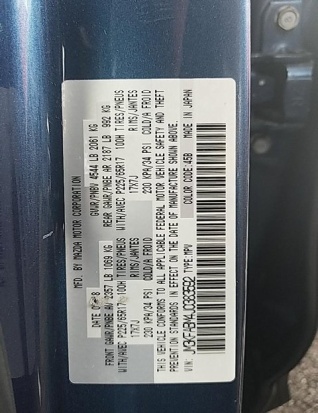 MFD. BY: MAZDA MOTOR CORPORATION
DATE 07-18 GVWR/PNBV 4544 LB 2061 KG
FRONT GAWR/PNBE AV 2357 LB 1069 KG REAR GAWR/PNBE AR 2187 LB 992 KG
WITH/AVEC P225/65R17 100H TIRES/PNEUS WITH/AVEC P225/65R17 100H TIRES/PNEUS
17X7J RIMS/JANTES 17X7J RIMS/JANTES
230 KPA/34 PSI COLD/A FROID 230 KPA/34 PSI COLD/A FROID
THIS VEHICLE CONFORMS TO ALL APPLICABLE FEDERAL MOTOR VEHICLE SAFETY AND THEFT
PREVENTION STANDARDS IN EFFECT ON THE DATE OF MANUFACTURE SHOWN ABOVE.
TYPE:MPV COLOR CODE:45B MADE IN JAPAN